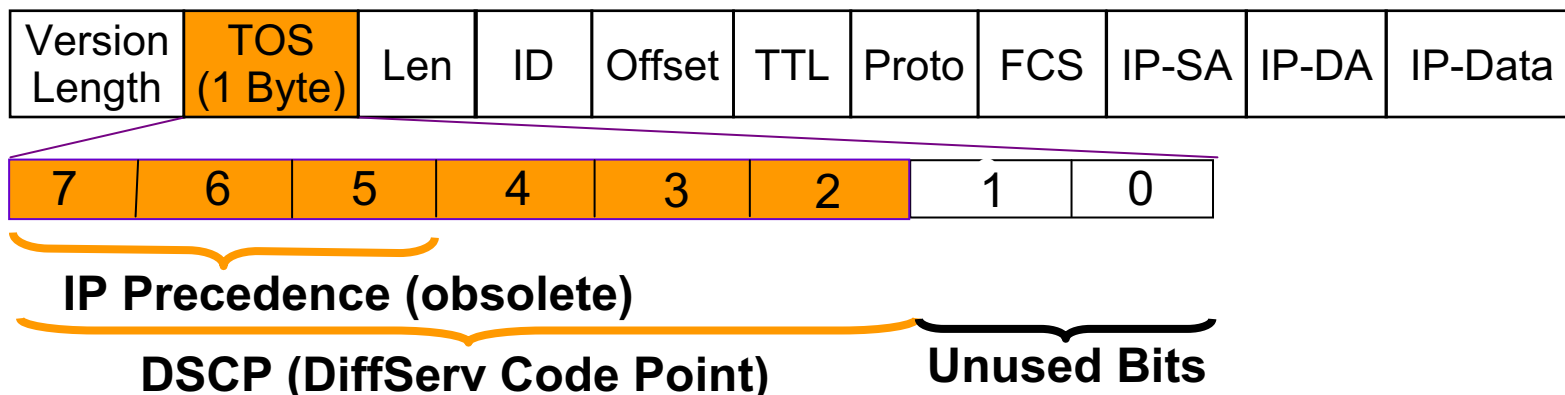 Version Length TOS (1 Byte) Len ID Offset TTL Proto FCS IP-SA IP-DA IP-Data
7 6 5 4 3 2 1 0
IP Precedence (obsolete)
DSCP (DiffServ Code Point) Unused Bits